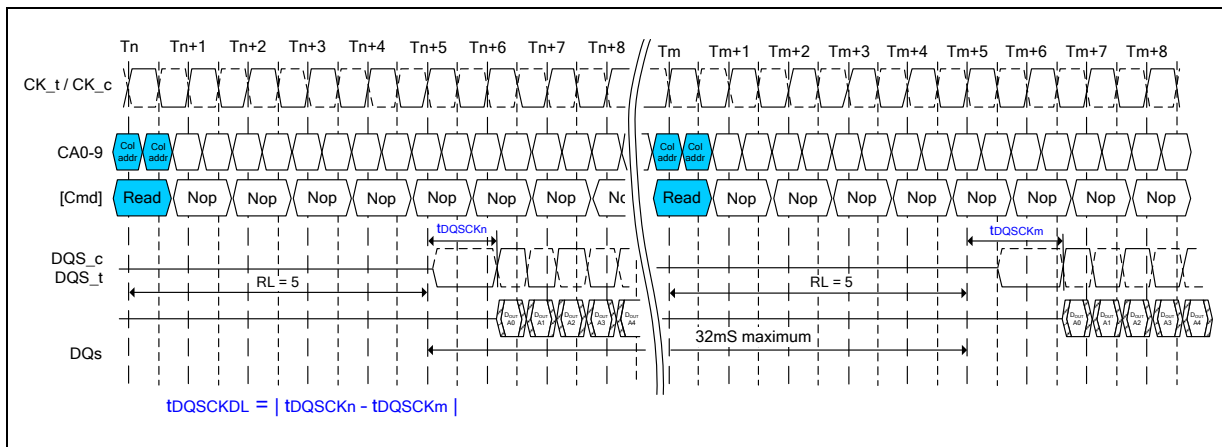 Tn Tn+1 Tn+2 Tn+3 Tn+4 Tn+5 Tn+6 Tn+7 Tn+8 Tm Tm+1 Tm+2 Tm+3 Tm+4 Tm+5 Tm+6 Tm+7 Tm+8
CK_t / CK_c
CA0-9 Col addr Col addr Col addr Col addr
[Cmd] Read Nop Nop Nop Nop Nop Nop Nop Nc Read Nop Nop Nop Nop Nop Nop Nop Nop
tDQSCKn tDQSCKm
DQS_c
DQS_t
RL = 5 RL = 5
DOUT A0 DOUT A1 DOUT A2 DOUT A3 DOUT A4 DOUT A0 DOUT A1 DOUT A2 DOUT A3 DOUT A4
32mS maximum
DQs
tDQSCKDL = | tDQSCKn - tDQSCKm |